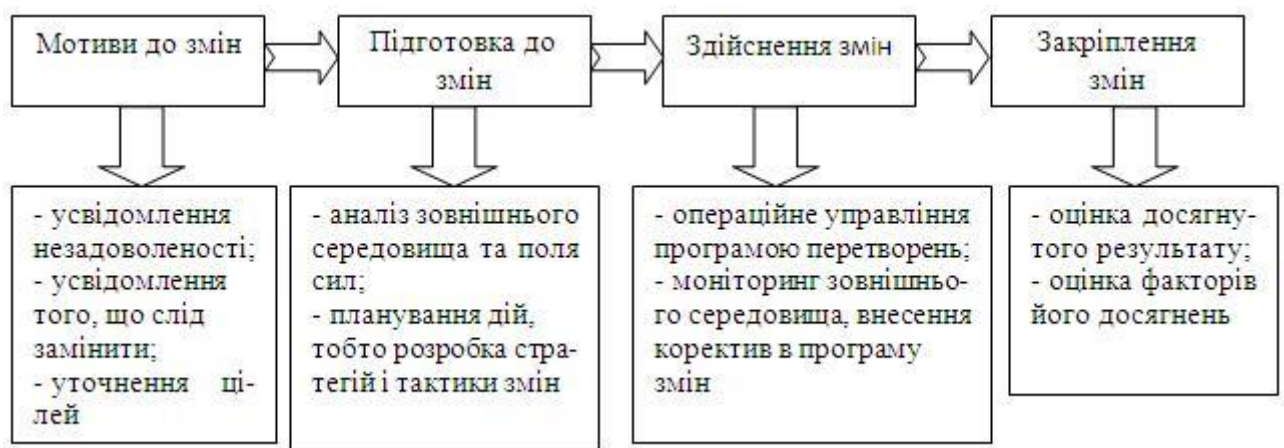 Мотиви до змін
Підготовка до
змін
Здійснення змін
Закріплення
змін
- усвідомлення
незадоволеності;
- усвідомлення
того, що слід
замінити;
- уточнення ці-
лей
- аналіз зовнішнього
середовища та поля
сил;
- планування дій,
тобто розробка стра-
тегій і тактики змін
- операційне управління
програмою перетворень;
- моніторинг зовнішньо-
го середовища, внесення
коректив в програму
змін
- оцінка досягну-
того результату;
- оцінка факторів
його досягнень